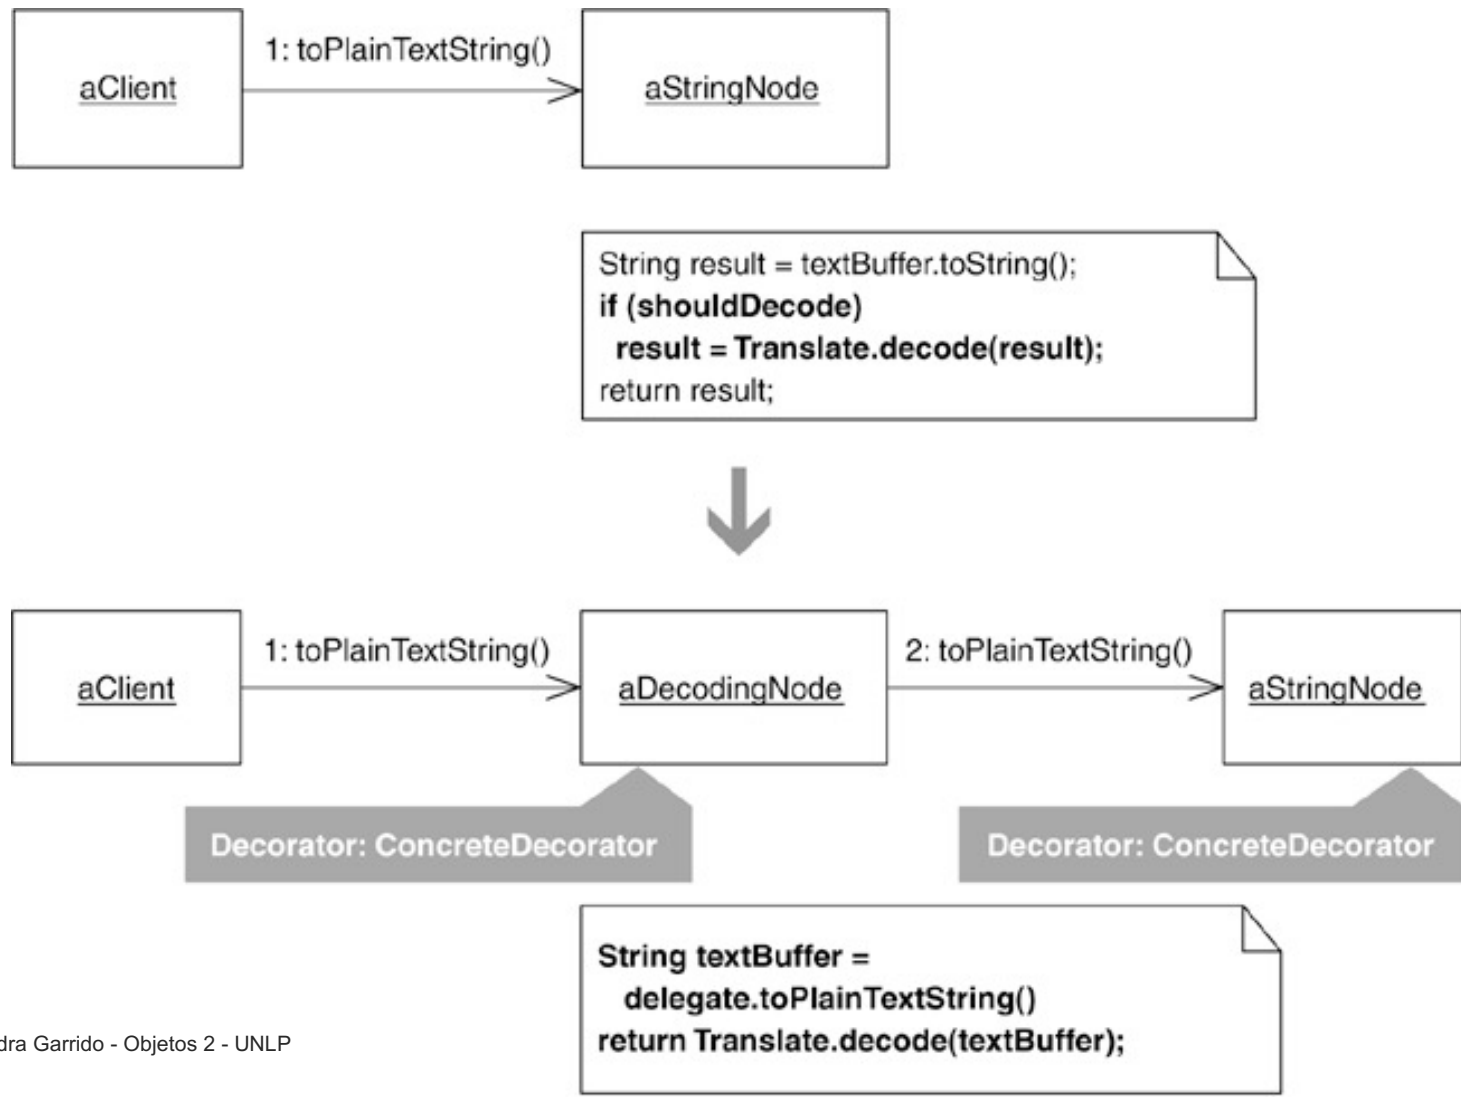 1: toPlainTextString()
aClient
aStringNode
String result = textBuffer.toString();
if (shouldDecode)
result = Translate.decode(result);
return result;
1: toPlainTextString()
2: toPlainTextString()
aClient
aDecodingNode
aStringNode
Decorator: ConcreteDecorator
Decorator: ConcreteDecorator
String textBuffer =
delegate.toPlainTextString()
return Translate.decode(textBuffer);
dra Garrido - Objetos 2 - UNLP